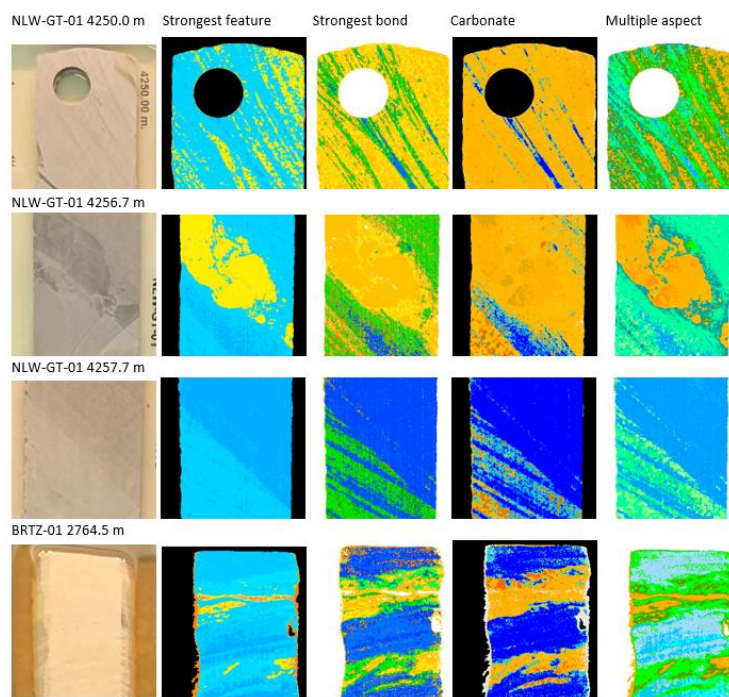 NLW-GT-01 4250.0 m Strongest feature Strongest bond Carbonate Multiple aspect
4250.00 m.
NLW-GT-01 4256.7 m
NLW-GT-01 4257.7 m
BRTZ-01 2764.5 m